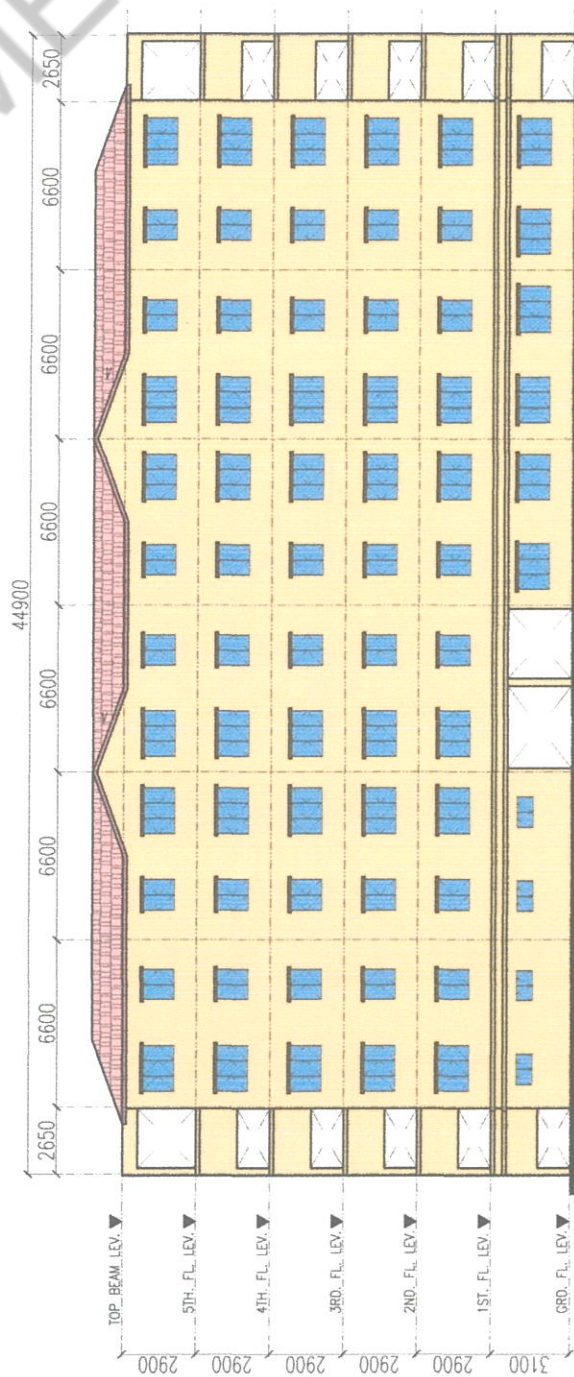 44900
2650
6600
6600
6600
6600
6600
6600
2650
TOP BEAM LEV.
5TH. FL. LEV.
4TH. FL. LEV.
3RD. FL. LEV.
2ND. FL. LEV.
1ST. FL. LEV.
GRD. FL. LEV.
2900
2900
2900
2900
2900
3100